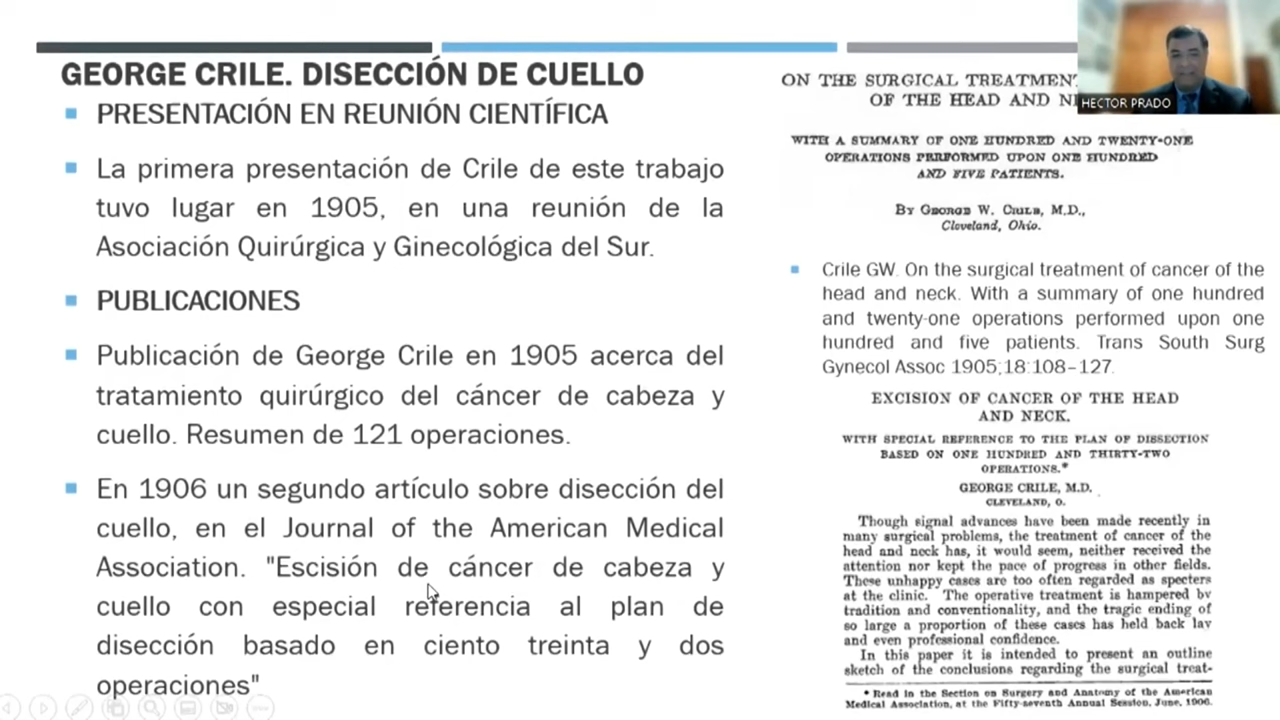 GEORGE CRILE. DISECCIÓN DE CUELLO
PRESENTACIÓN EN REUNIÓN CIENTÍFICA
La primera presentación de Crile de este trabajo
tuvo lugar en 1905, en una reunión de la
Asociación Quirúrgica y Ginecológica del Sur.
PUBLICACIONES
Publicación de George Crile en 1905 acerca del
tratamiento quirúrgico del cáncer de cabeza y
cuello. Resumen de 121 operaciones.
En 1906 un segundo artículo sobre disección del
cuello, en el Journal of the American Medical
Association. "Escisión de cáncer de cabeza y
cuello con especial referencia al plan de
disección basado en ciento treinta y dos
operaciones"
ON THE SURGICAL TREATMENT
OF THE HEAD AND
HECTOR PRADO
WITH A SUMMARY OF ONE HUNDRED AND TWENTY-ONE
OPERATIONS PERFORMED UPON ONE HUNDRED
AND FIVE PATIENTS.
By George W. Crile, M.D.,
Cleveland, Ohio.
Crile GW. On the surgical treatment of cancer of the
head and neck. With a summary of one hundred
and twenty-one operations performed upon one
hundred and five patients. Trans South Surg
Gynecol Assoc 1905;18:108–127.
EXCISION OF CANCER OF THE HEAD
AND NECK.
WITH SPECIAL REFERENCE TO THE PLAN OF DISSECTION
BASED ON ONE HUNDRED AND THIRTY-TWO
OPERATIONS.*
GEORGE CRILE, M.D.
CLEVELAND, O.
Though signal advances have been made recently in
many surgical problems, the treatment of cancer of the
head and neck has, it would seem, neither received the
attention nor kept the pace of progress in other fields.
These unhappy cases are too often regarded as specters
at the clinic. The operative treatment is hampered by
tradition and conventionality, and the tragic ending of
so large a proportion of these cases has held back lay
and even professional confidence.
In this paper it is intended to present an outline
sketch of the conclusions regarding the surgical treat-
* Read in the Section on Surgery and Anatomy of the American
Medical Association, at the Fifty-seventh Annual Session, June, 1906.